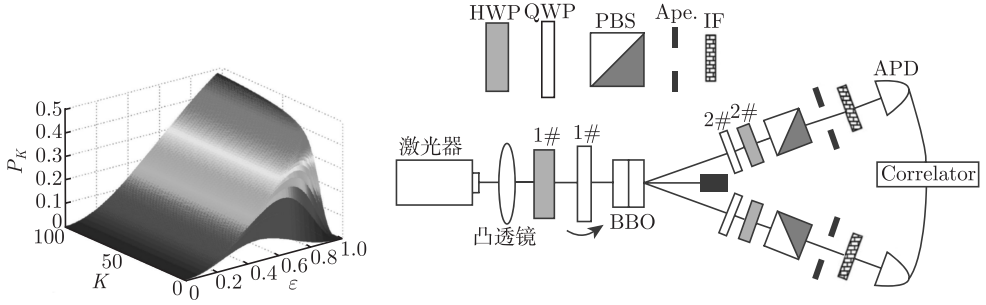 HWP QWP PBS Ape. IF
APD
2# 2#
1# 1#
激光器
Correlator
凸透镜
BBO
P_K
0.5
0.4
0.3
0.2
0.1
0
100
50
0
K
0 0.2 0.4 0.6 0.8 1.0
ε